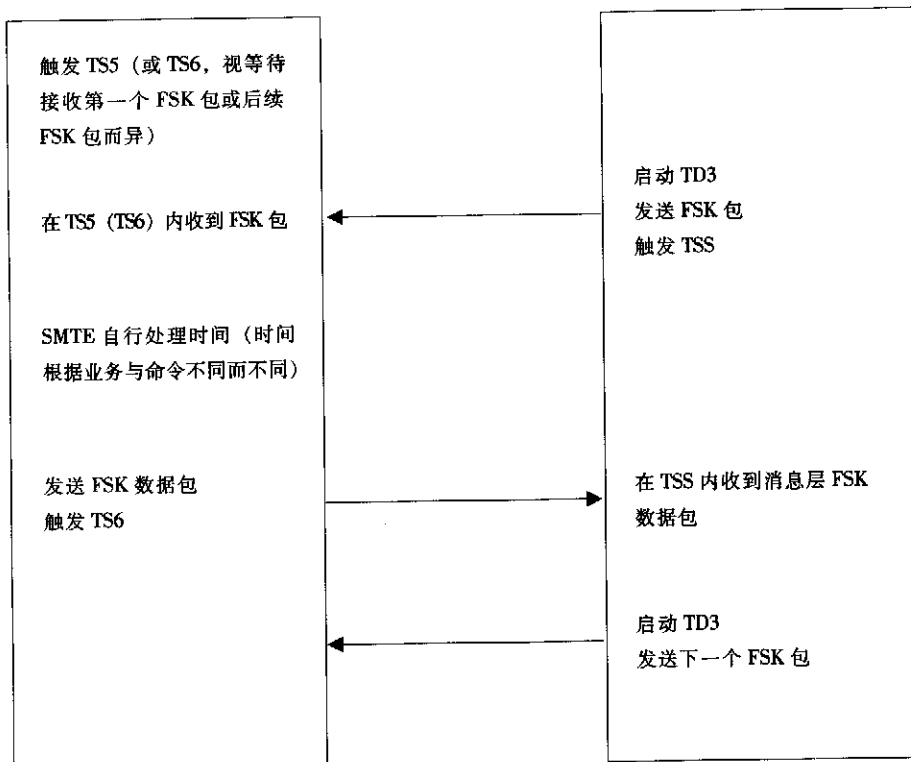 触发 TS5（或 TS6，视等待
接收第一个 FSK 包或后续
FSK 包而异）
在 TS5（TS6）内收到 FSK 包
SMTE 自行处理时间（时间
根据业务与命令不同而不同）
发送 FSK 数据包
触发 TS6
启动 TD3
发送 FSK 包
触发 TSS
在 TSS 内收到消息层 FSK
数据包
启动 TD3
发送下一个 FSK 包